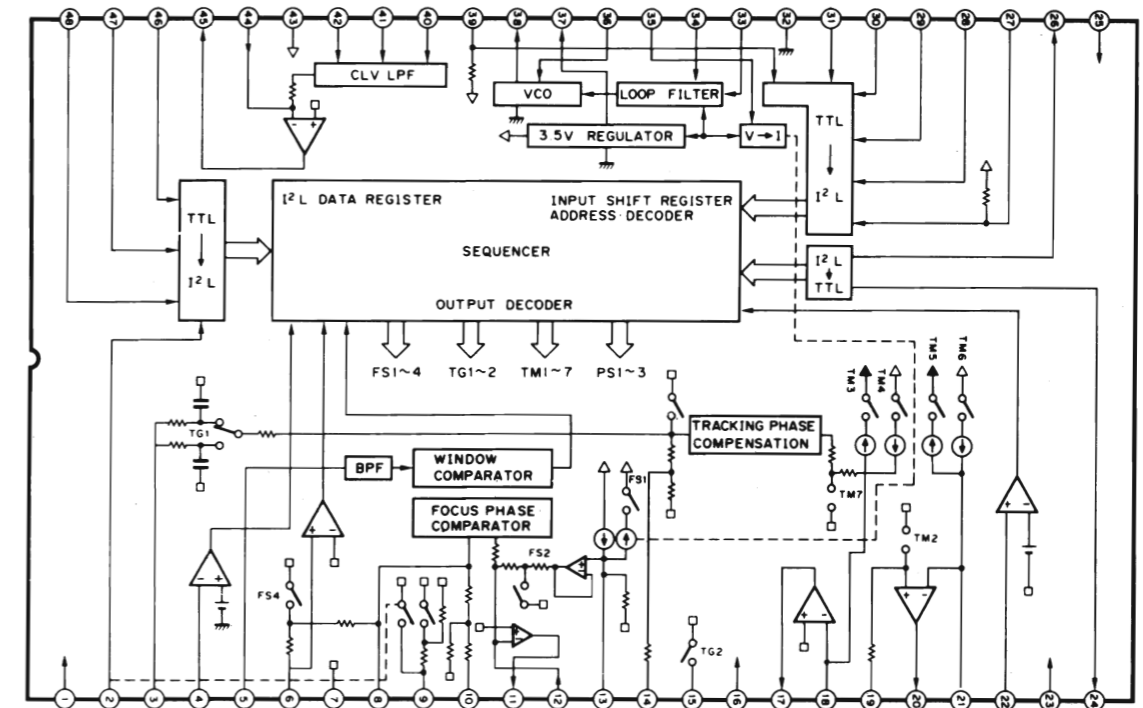 48 47 46 45 44 43 42 41 40 39 38 37 36 35 34 33 32 31 30 29 28 27 26 25
CLV LPF
VCO
LOOP FILTER
3.5V REGULATOR
V→I
TTL
↓
I²L
TTL
↓
I²L
I²L
↓
TTL
I²L DATA REGISTER
INPUT SHIFT REGISTER
ADDRESS DECODER
SEQUENCER
OUTPUT DECODER
FS1~4
TG1~2
TM1~7
PS1~3
TM3
TM4
TM5
TM6
TG1
TRACKING PHASE
COMPENSATION
BPF
WINDOW
COMPARATOR
FS1
TM7
FOCUS PHASE
COMPARATOR
FS2
TM2
FS4
TG2
- +
+ -
- +
+ -
+ -
+ -
+ -
1 2 3 4 5 6 7 8 9 10 11 12 13 14 15 16 17 18 19 20 21 22 23 24